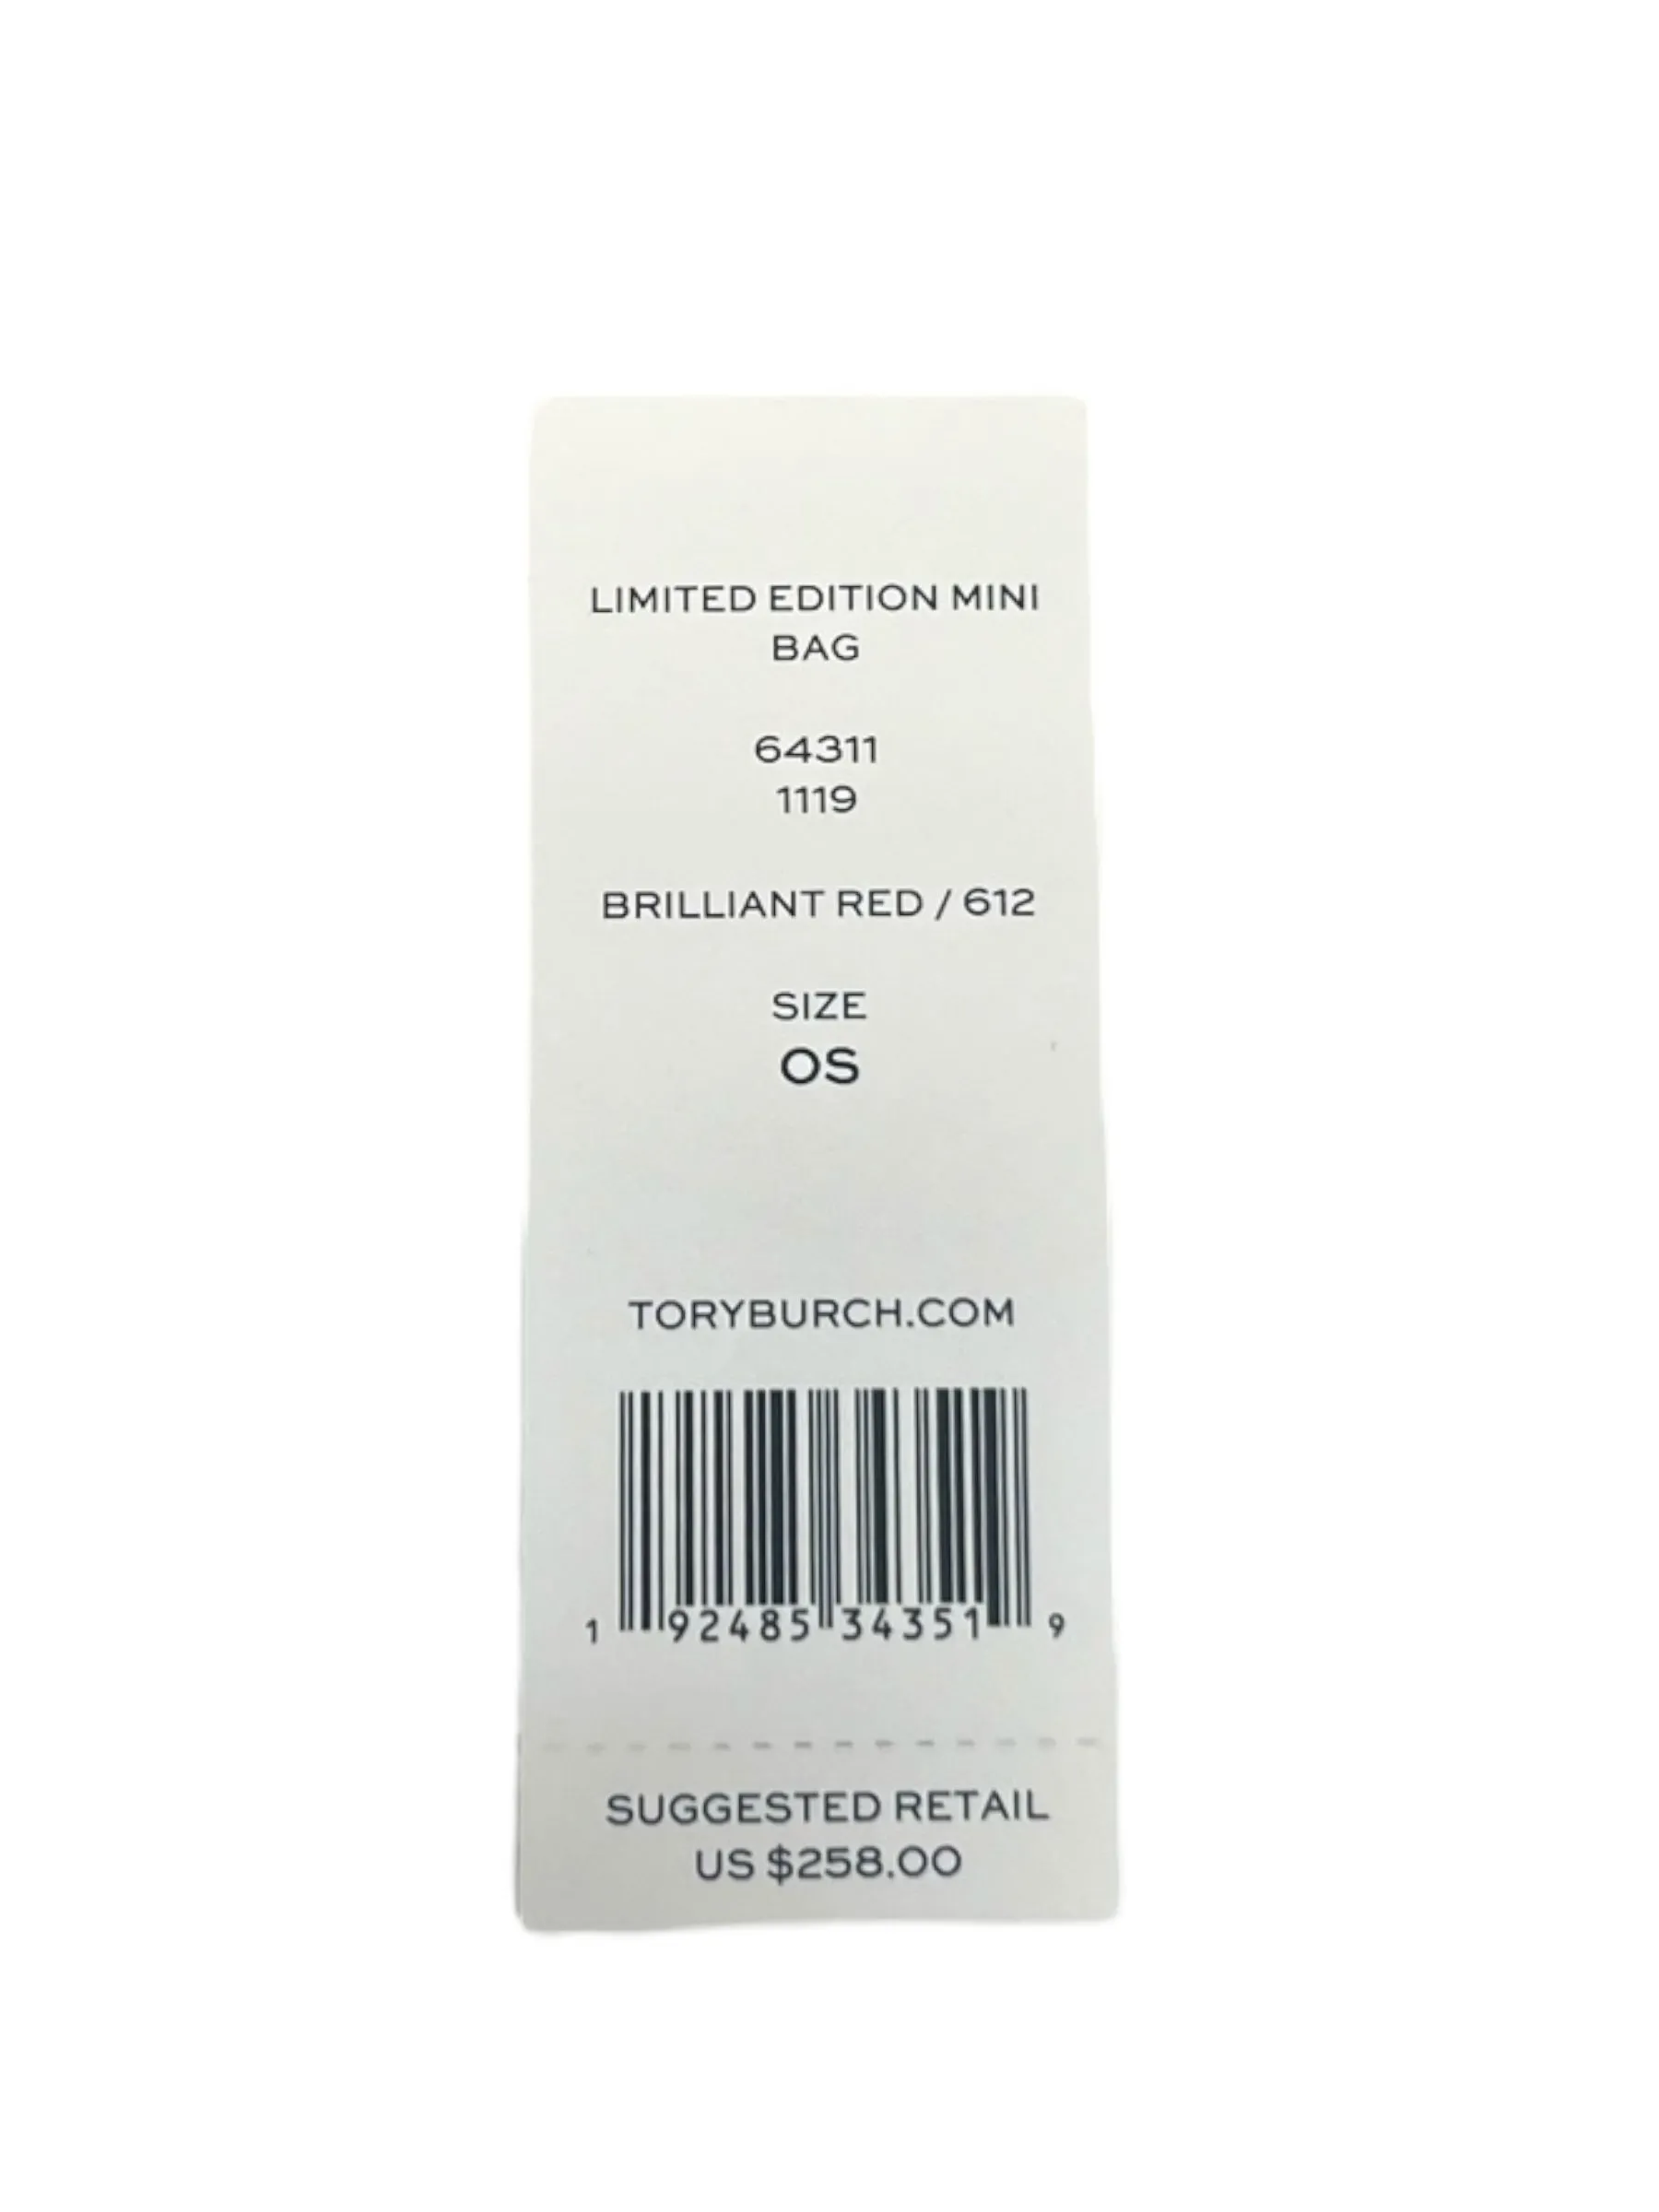 LIMITED EDITION MINI
BAG
64311
1119
BRILLIANT RED / 612
SIZE
OS
TORYBURCH.COM
1 92485 34351 9
SUGGESTED RETAIL
US $258.00